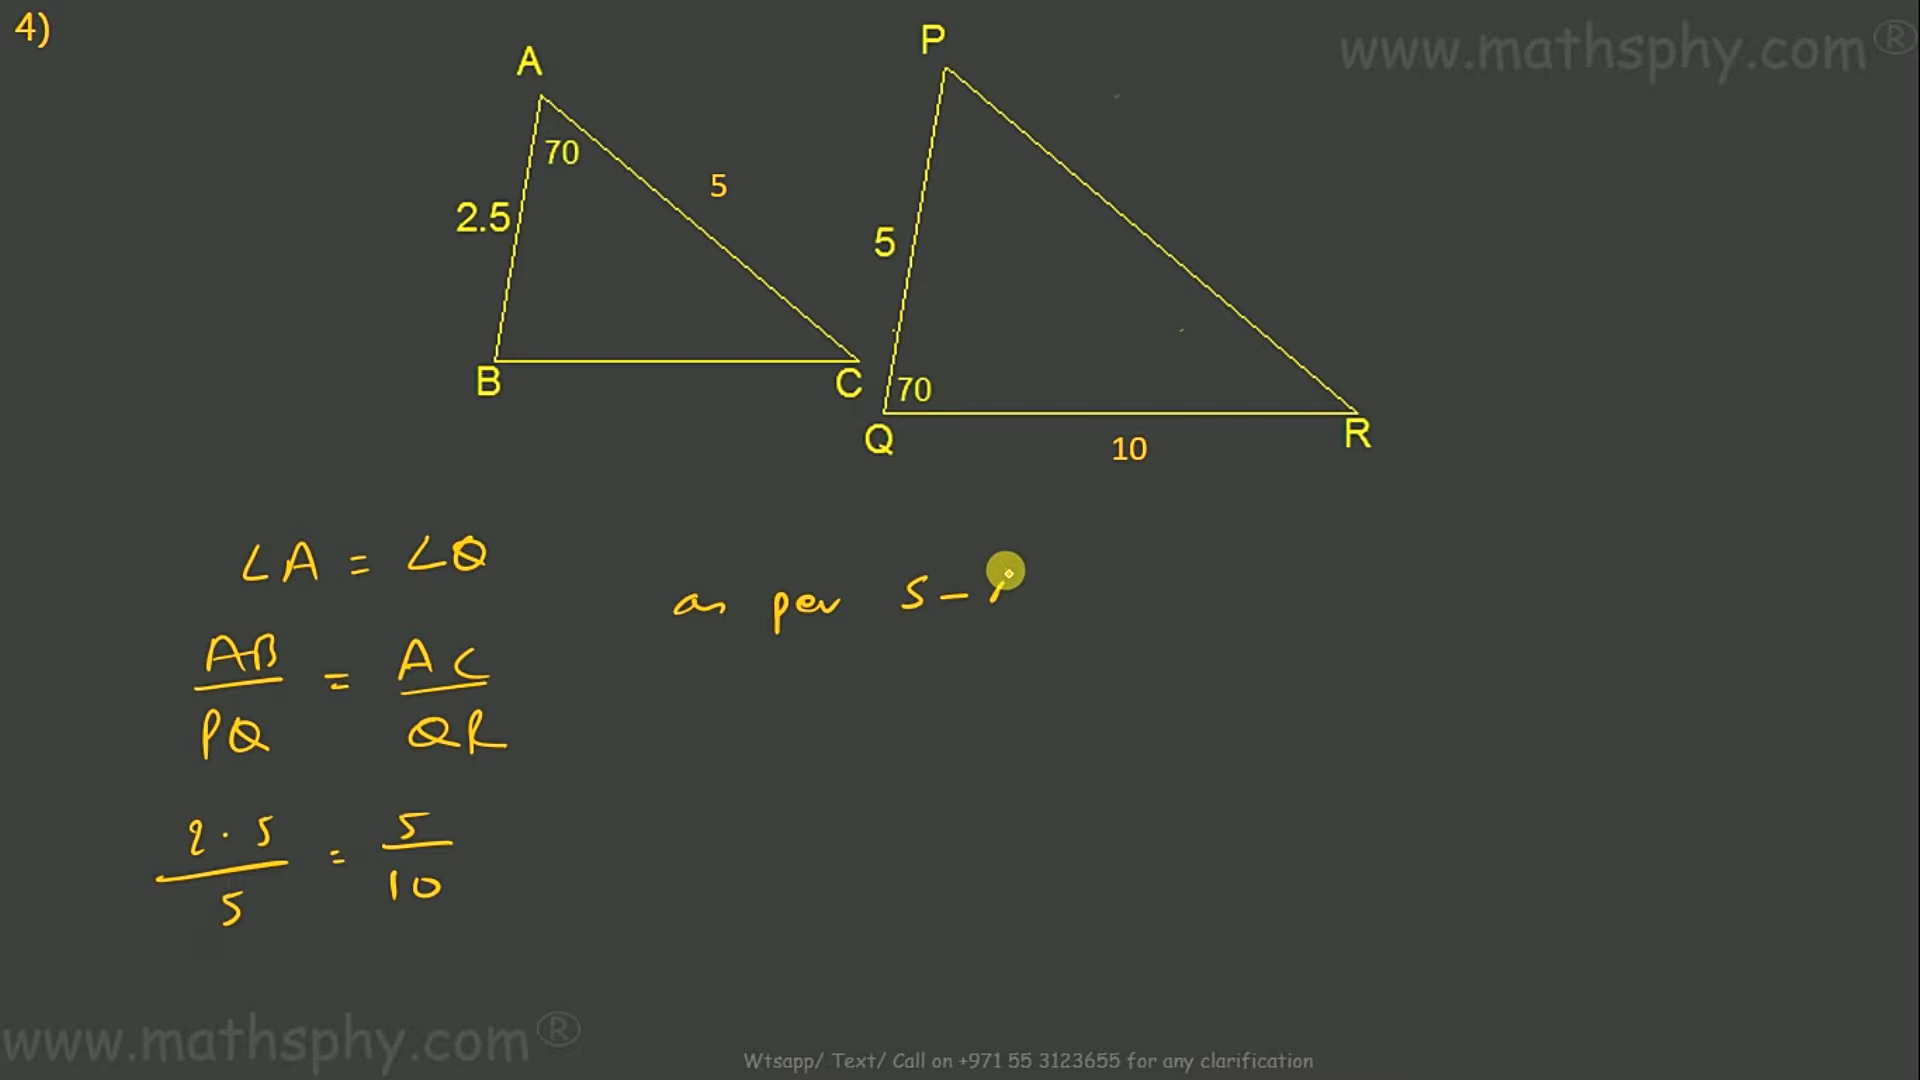 4)
www.mathsphy.com®
A
P
70
5
2.5
5
B
C
70
Q
R
10
∠A = ∠Q
as per S-
AB/PQ = AC/QR
2.5/5 = 5/10
www.mathsphy.com®
Wtsapp/ Text/ Call on +971 55 3123655 for any clarification